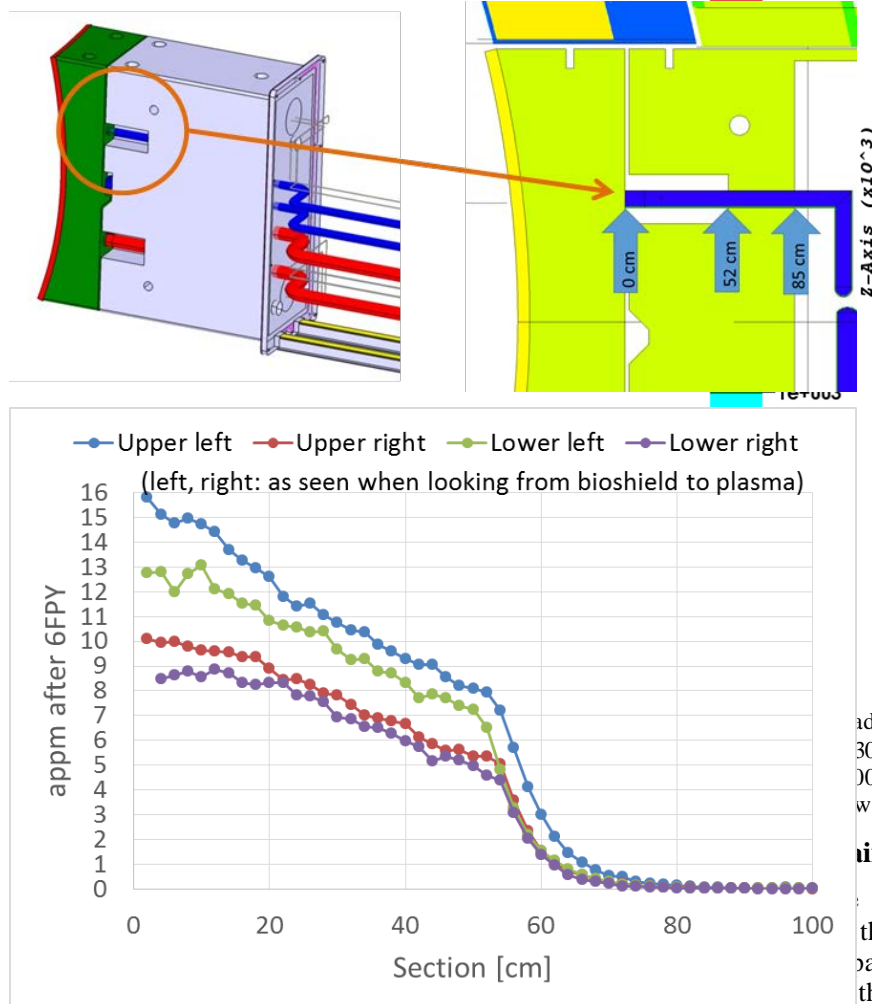 0 cm
52 cm
85 cm
Z-Axis (x10^3)
1e+003
Upper left
Upper right
Lower left
Lower right
(left, right: as seen when looking from bioshield to plasma)
appm after 6FPY
16
15
14
13
12
11
10
9
8
7
6
5
4
3
2
1
0
0
20
40
60
80
100
Section [cm]